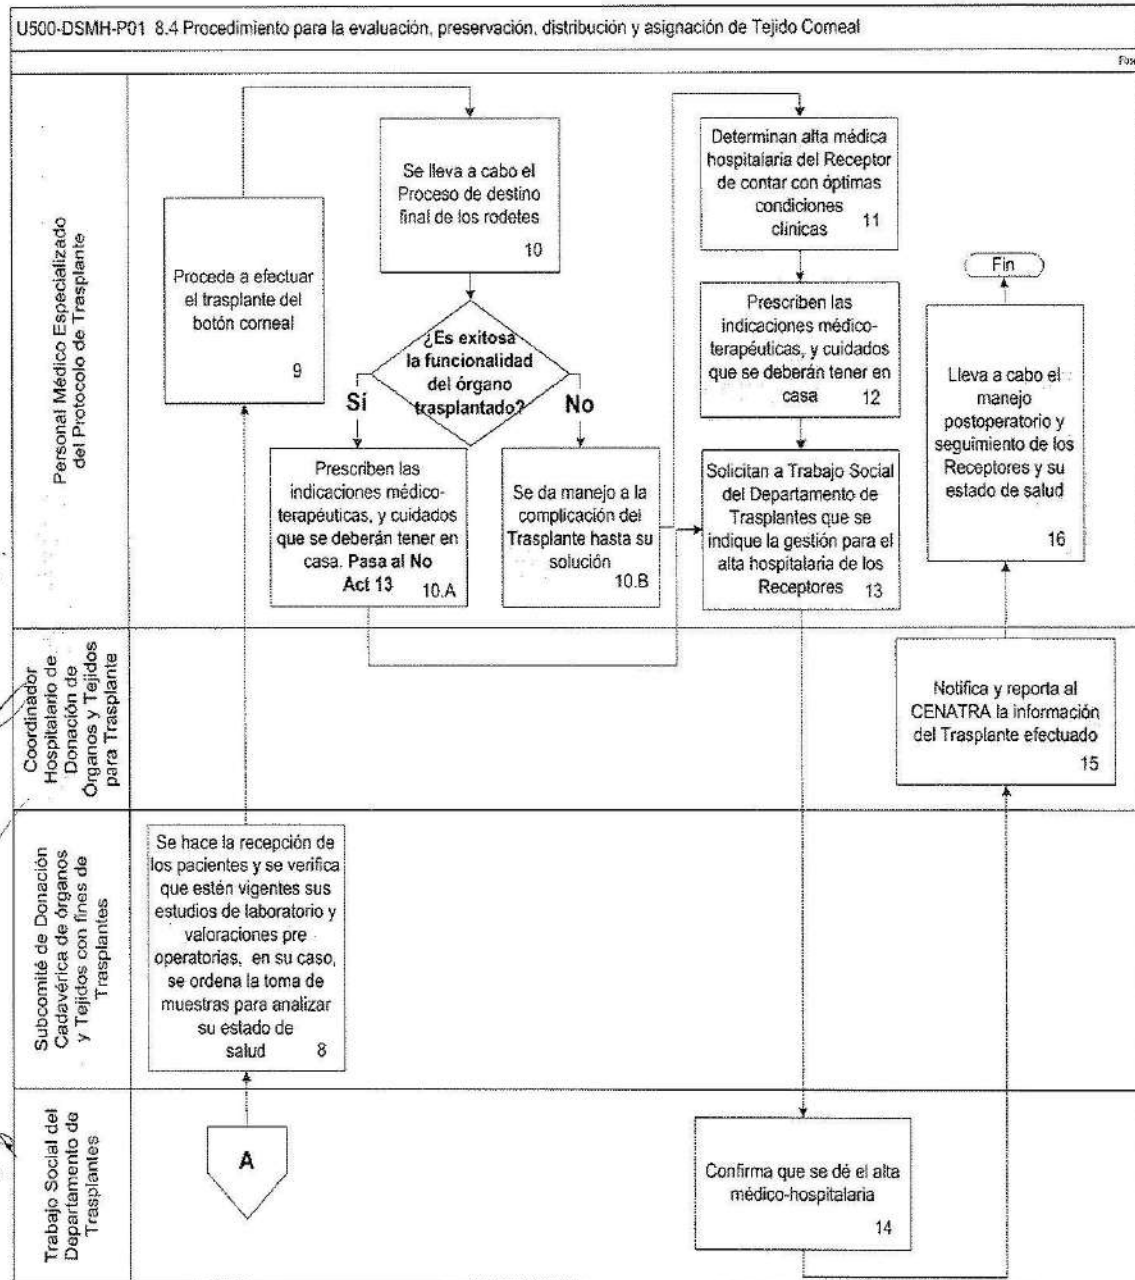 U500-DSMH-P01 8.4 Procedimiento para la evaluación, preservación, distribución y asignación de Tejido Corneal
Personal Médico Especializado
del Protocolo de Trasplante
Procede a efectuar
el trasplante del
botón corneal
9
Se lleva a cabo el
Proceso de destino
final de los rodetes
10
¿Es exitosa
la funcionalidad
del órgano
trasplantado?
Sí
No
Prescriben las
indicaciones médico-
terapéuticas, y cuidados
que se deberán tener en
casa. Pasa al No
Act 13
10.A
Se da manejo a la
complicación del
Trasplante hasta su
solución
10.B
Determinan alta médica
hospitalaria del Receptor
de contar con óptimas
condiciones
clínicas
11
Prescriben las
indicaciones médico-
terapéuticas, y cuidados
que se deberán tener en
casa
12
Solicitan a Trabajo Social
del Departamento de
Trasplantes que se
indique la gestión para el
alta hospitalaria de los
Receptores
13
Fin
Lleva a cabo el
manejo
postoperatorio y
seguimiento de los
Receptores y su
estado de salud
16
Coordinador
Hospitalario de
Donación de
Órganos y Tejidos
para Trasplante
Notifica y reporta al
CENATRA la información
del Trasplante efectuado
15
Subcomité de Donación
Cadavérica de órganos
y Tejidos con fines de
Trasplantes
Se hace la recepción de
los pacientes y se verifica
que estén vigentes sus
estudios de laboratorio y
valoraciones pre
operatorias, en su caso,
se ordena la toma de
muestras para analizar
su estado de
salud
8
Trabajo Social del
Departamento de
Trasplantes
A
Confirma que se dé el alta
médico-hospitalaria
14